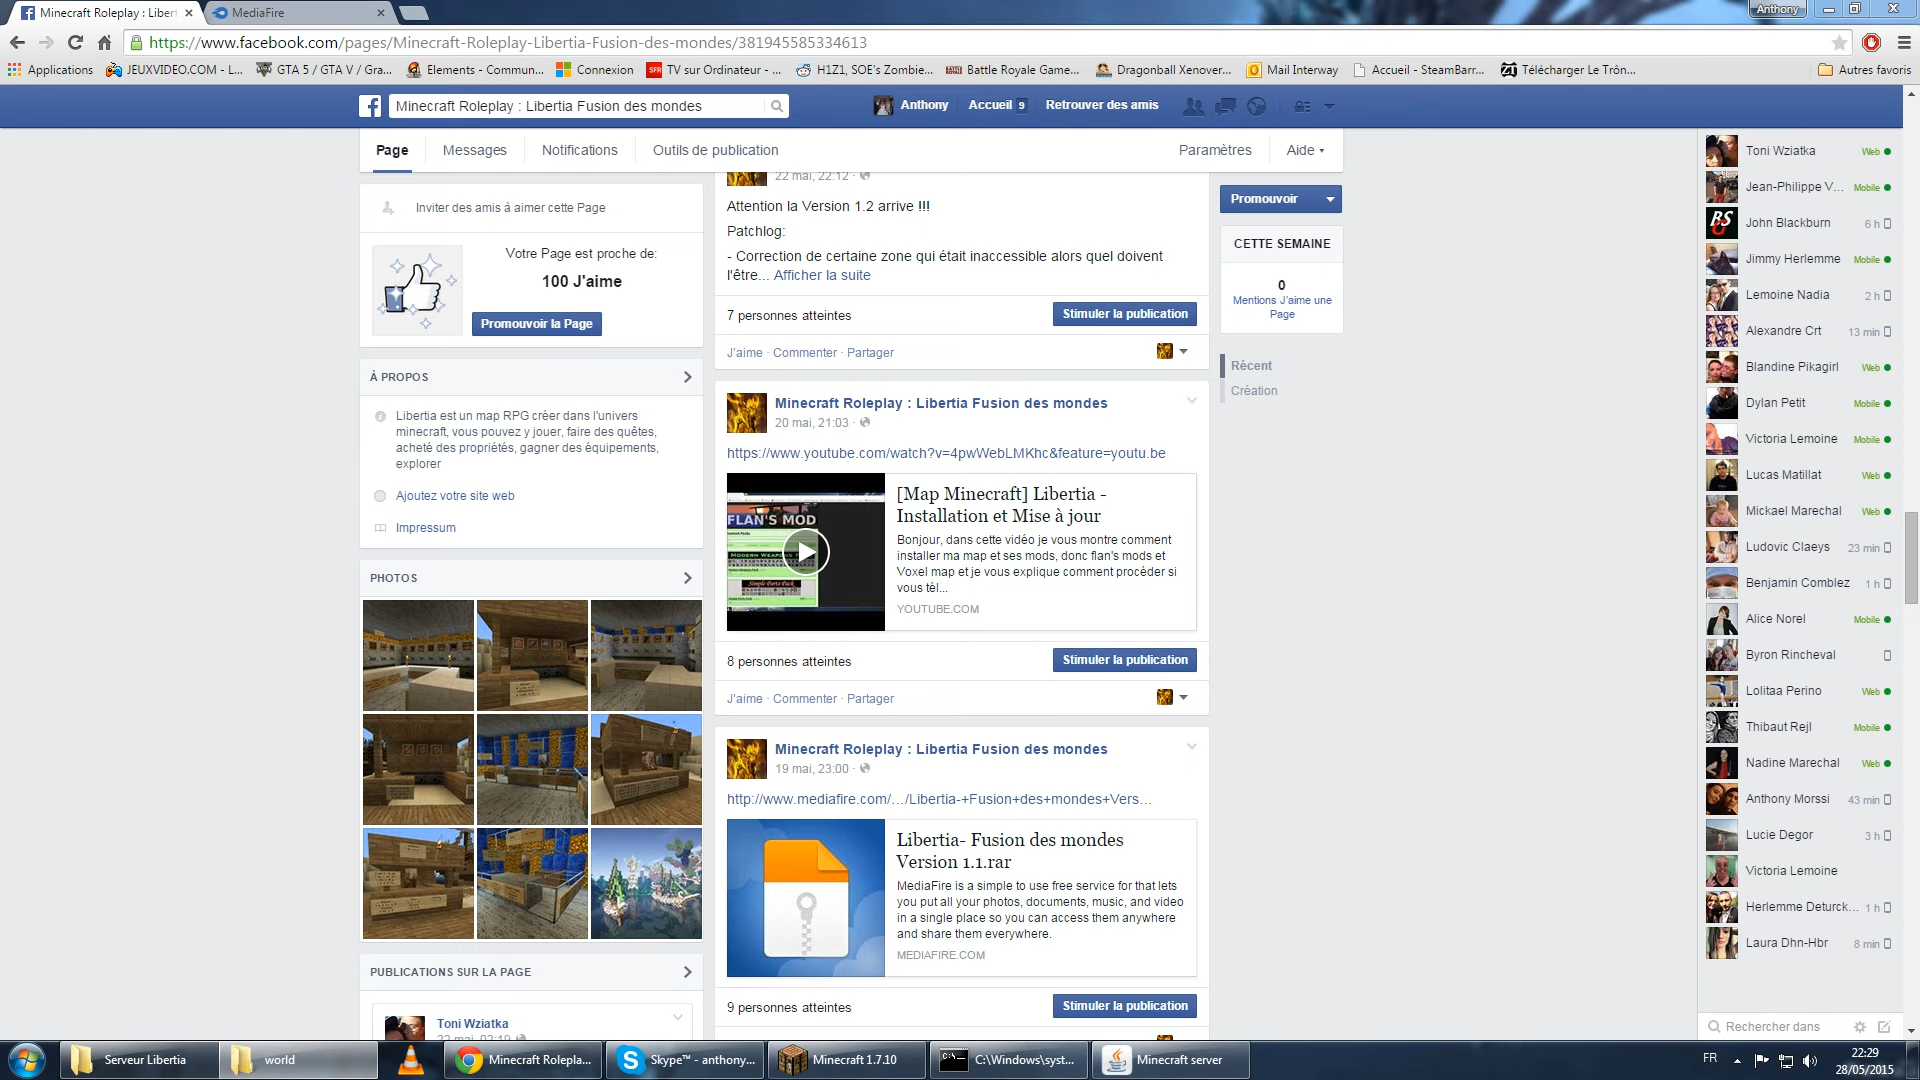 Minecraft Roleplay : Libert
MediaFire
Anthony
https://www.facebook.com/pages/Minecraft-Roleplay-Libertia-Fusion-des-mondes/381945585334613
Applications
JEUXVIDEO.COM - L...
GTA 5 / GTA V / Gra...
Elements - Commun...
Connexion
TV sur Ordinateur - ...
H1Z1, SOE's Zombie...
Battle Royale Game...
Dragonball Xenover...
Mail Interway
Accueil - SteamBarr...
Télécharger Le Trôn...
Autres favoris
Minecraft Roleplay : Libertia Fusion des mondes
Anthony
Accueil 9
Retrouver des amis
Page
Messages
Notifications
Outils de publication
Paramètres
Aide
Inviter des amis à aimer cette Page
Votre Page est proche de:
100 J'aime
Promouvoir la Page
À PROPOS
Libertia est un map RPG créer dans l'univers
minecraft, vous pouvez y jouer, faire des quêtes,
acheté des propriétés, gagner des équipements,
explorer
Ajoutez votre site web
Impressum
PHOTOS
PUBLICATIONS SUR LA PAGE
Toni Wziatka
22 mai, 02:19
22 mai, 22:12 ·
Attention la Version 1.2 arrive !!!
Patchlog:
- Correction de certaine zone qui était inaccessible alors quel doivent
l'être... Afficher la suite
7 personnes atteintes
Stimuler la publication
J'aime · Commenter · Partager
Minecraft Roleplay : Libertia Fusion des mondes
20 mai, 21:03 ·
https://www.youtube.com/watch?v=4pwWebLMKhc&feature=youtu.be
FLAN'S MOD
MODERN WEAPONS
Simple Parts Pack
[Map Minecraft] Libertia -
Installation et Mise à jour
Bonjour, dans cette vidéo je vous montre comment
installer ma map et ses mods, donc flan's mods et
Voxel map et je vous explique comment procéder si
vous tél...
YOUTUBE.COM
8 personnes atteintes
Stimuler la publication
J'aime · Commenter · Partager
Minecraft Roleplay : Libertia Fusion des mondes
19 mai, 23:00 ·
http://www.mediafire.com/…/Libertia-+Fusion+des+mondes+Vers…
Libertia- Fusion des mondes
Version 1.1.rar
MediaFire is a simple to use free service for that lets
you put all your photos, documents, music, and video
in a single place so you can access them anywhere
and share them everywhere.
MEDIAFIRE.COM
9 personnes atteintes
Stimuler la publication
Promouvoir
CETTE SEMAINE
0
Mentions J'aime une
Page
Récent
Création
Toni Wziatka Web
Jean-Philippe V... Mobile
BS
John Blackburn 6 h
Jimmy Herlemme Mobile
Lemoine Nadia 2 h
Alexandre Crt 13 min
Blandine Pikagirl Web
Dylan Petit Mobile
Victoria Lemoine Mobile
Lucas Matillat Web
Mickael Marechal Web
Ludovic Claeys 23 min
Benjamin Comblez 1 h
Alice Norel Mobile
Byron Rincheval
Lolitaa Perino Web
Thibaut Rejl Mobile
Nadine Marechal Web
Anthony Morssi 43 min
Lucie Degor 3 h
Victoria Lemoine
Herlemme Deturck... 1 h
Laura Dhn-Hbr 8 min
Rechercher dans
Serveur Libertia
world
Minecraft Rolepla...
Skype™ - anthony...
Minecraft 1.7.10
C:\Windows\syst...
Minecraft server
FR
22:29
28/05/2015